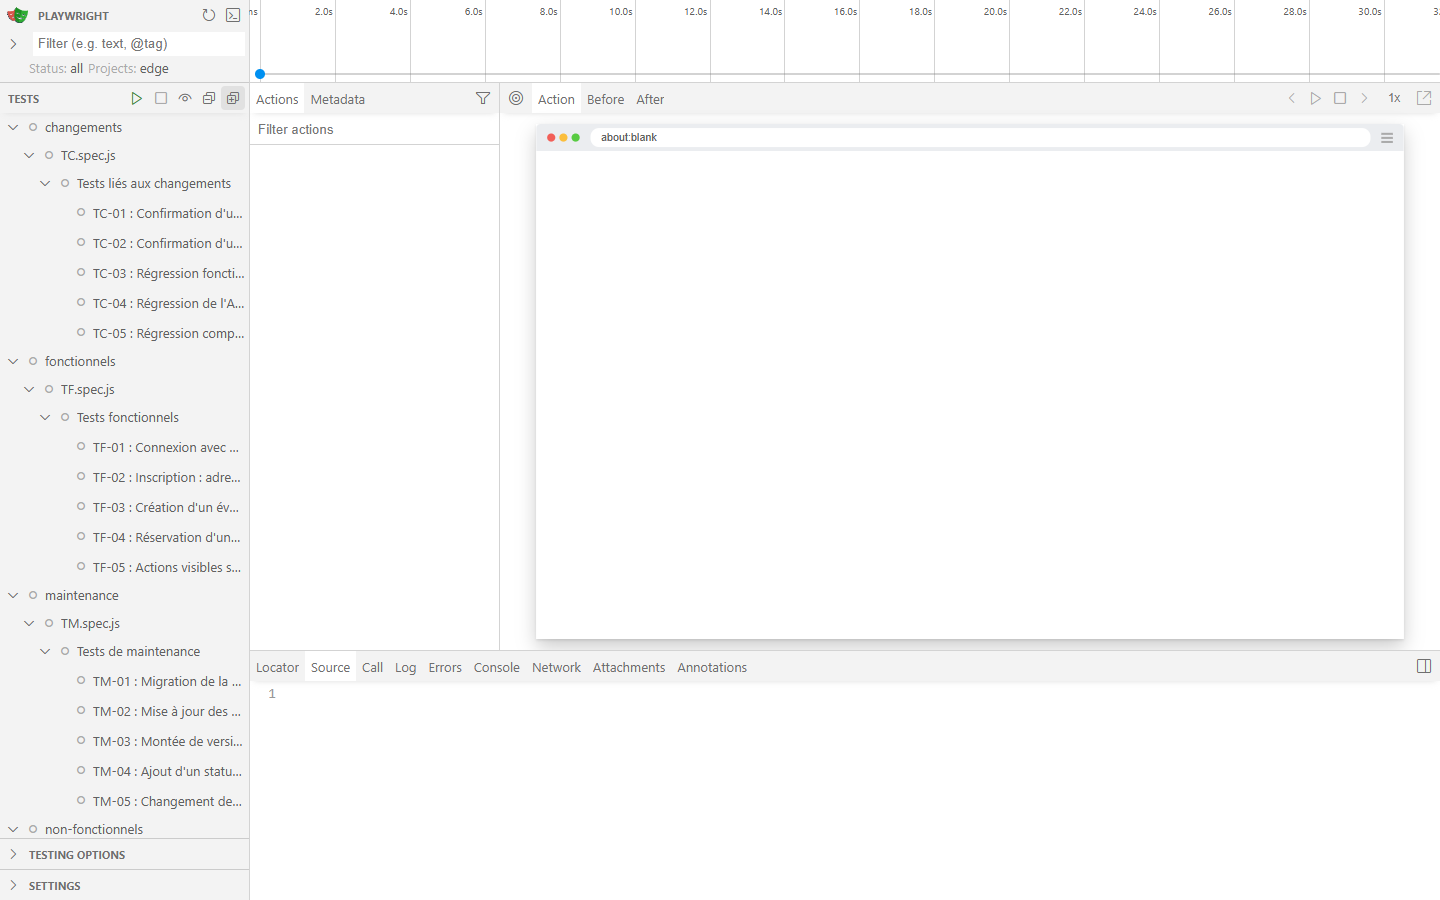 PLAYWRIGHT
Filter (e.g. text, @tag)
Status: all Projects: edge
TESTS
changements
TC.spec.js
Tests liés aux changements
TC-01 : Confirmation d'u...
TC-02 : Confirmation d'u...
TC-03 : Régression foncti...
TC-04 : Régression de l'A...
TC-05 : Régression comp...
fonctionnels
TF.spec.js
Tests fonctionnels
TF-01 : Connexion avec ...
TF-02 : Inscription : adre...
TF-03 : Création d'un év...
TF-04 : Réservation d'un...
TF-05 : Actions visibles s...
maintenance
TM.spec.js
Tests de maintenance
TM-01 : Migration de la ...
TM-02 : Mise à jour des ...
TM-03 : Montée de versi...
TM-04 : Ajout d'un statu...
TM-05 : Changement de...
non-fonctionnels
TESTING OPTIONS
SETTINGS
2.0s 4.0s 6.0s 8.0s 10.0s 12.0s 14.0s 16.0s 18.0s 20.0s 22.0s 24.0s 26.0s 28.0s 30.0s
Actions Metadata
Filter actions
Action Before After 1x
about:blank
Locator Source Call Log Errors Console Network Attachments Annotations
1